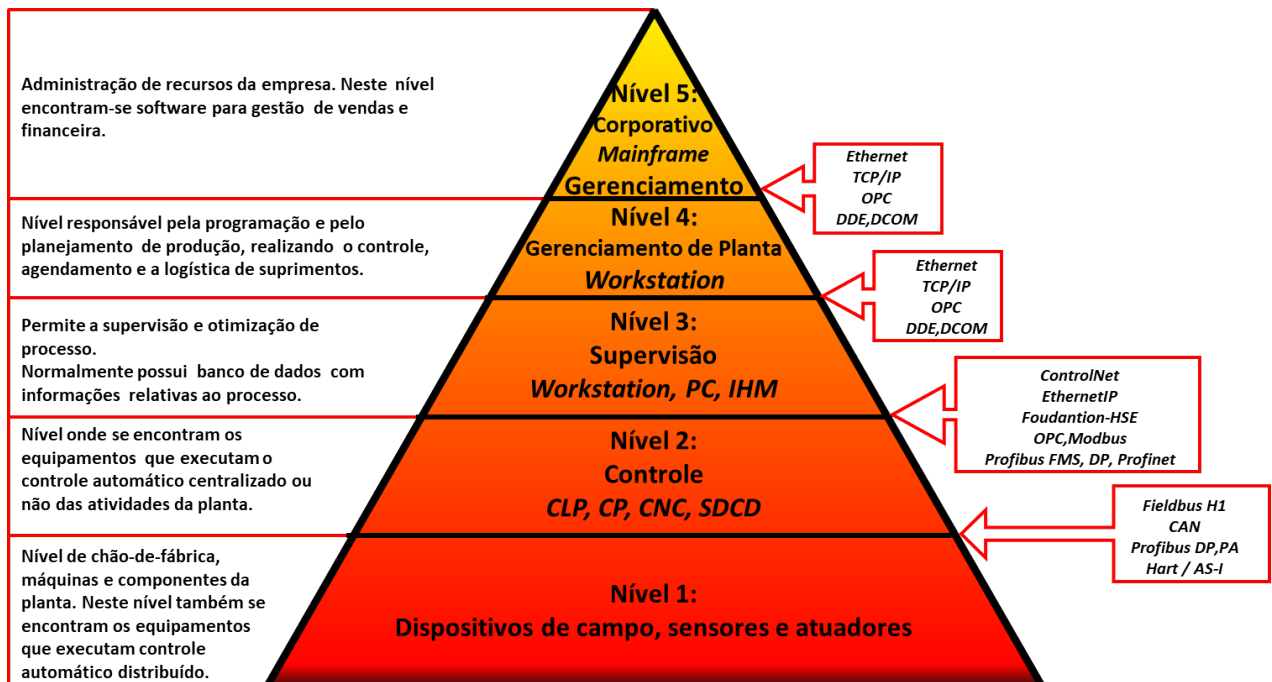 Administração de recursos da empresa. Neste nível
encontram-se software para gestão de vendas e
financeira.
Nível 5:
Corporativo
Mainframe
Gerenciamento
Ethernet
TCP/IP
OPC
DDE,DCOM
Nível responsável pela programação e pelo
planejamento de produção, realizando o controle,
agendamento e a logística de suprimentos.
Nível 4:
Gerenciamento de Planta
Workstation
Ethernet
TCP/IP
OPC
DDE,DCOM
Permite a supervisão e otimização de
processo.
Normalmente possui banco de dados com
informações relativas ao processo.
Nível 3:
Supervisão
Workstation, PC, IHM
ControlNet
EthernetIP
Foudantion-HSE
OPC,Modbus
Profibus FMS, DP, Profinet
Nível onde se encontram os
equipamentos que executam o
controle automático centralizado ou
não das atividades da planta.
Nível 2:
Controle
CLP, CP, CNC, SDCD
Fieldbus H1
CAN
Profibus DP,PA
Hart / AS-I
Nível de chão-de-fábrica,
máquinas e componentes da
planta. Neste nível também se
encontram os equipamentos
que executam controle
automático distribuído.
Nível 1:
Dispositivos de campo, sensores e atuadores